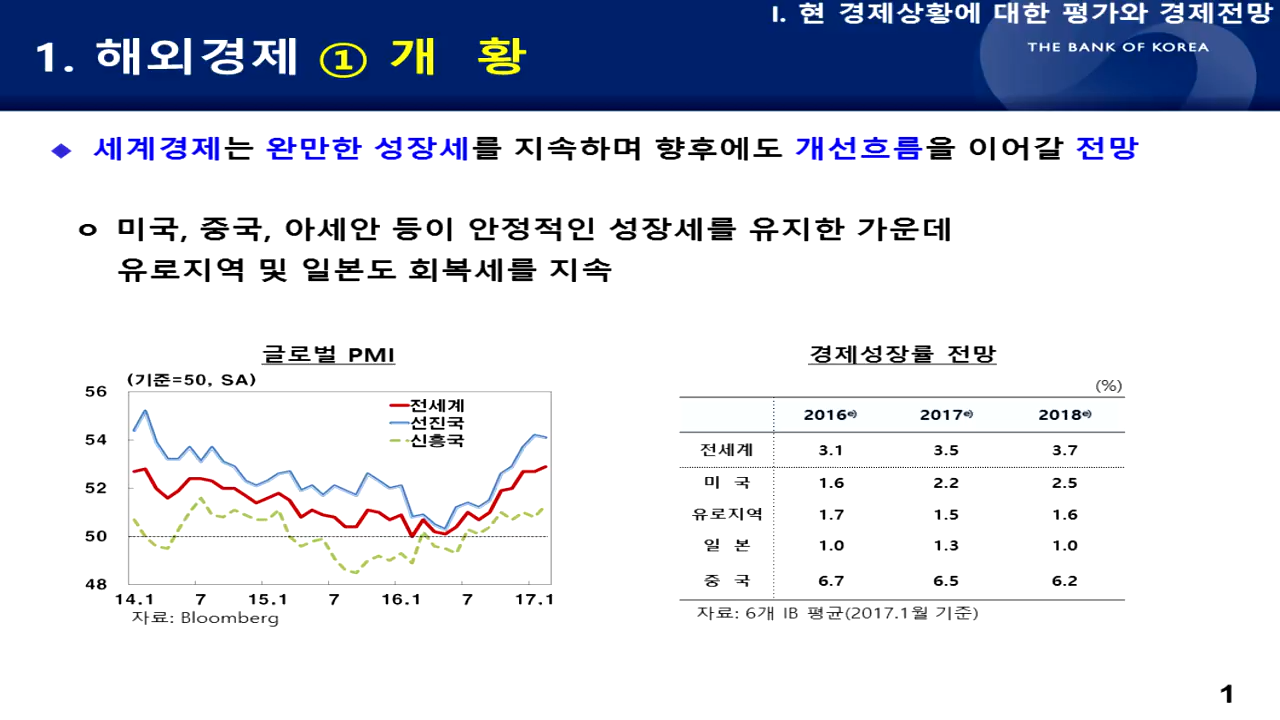 I. 현 경제상황에 대한 평가와 경제전망
1. 해외경제 ① 개 황
THE BANK OF KOREA
◆ 세계경제는 완만한 성장세를 지속하며 향후에도 개선흐름을 이어갈 전망
o 미국, 중국, 아세안 등이 안정적인 성장세를 유지한 가운데
유로지역 및 일본도 회복세를 지속
글로벌 PMI
(기준=50, SA)
56
54
52
50
48
전세계
선진국
신흥국
14.1 7 15.1 7 16.1 7 17.1
자료: Bloomberg
경제성장률 전망
(%)
2016e) 2017e) 2018e)
전세계 3.1 3.5 3.7
미 국 1.6 2.2 2.5
유로지역 1.7 1.5 1.6
일 본 1.0 1.3 1.0
중 국 6.7 6.5 6.2
자료: 6개 IB 평균(2017.1월 기준)
1